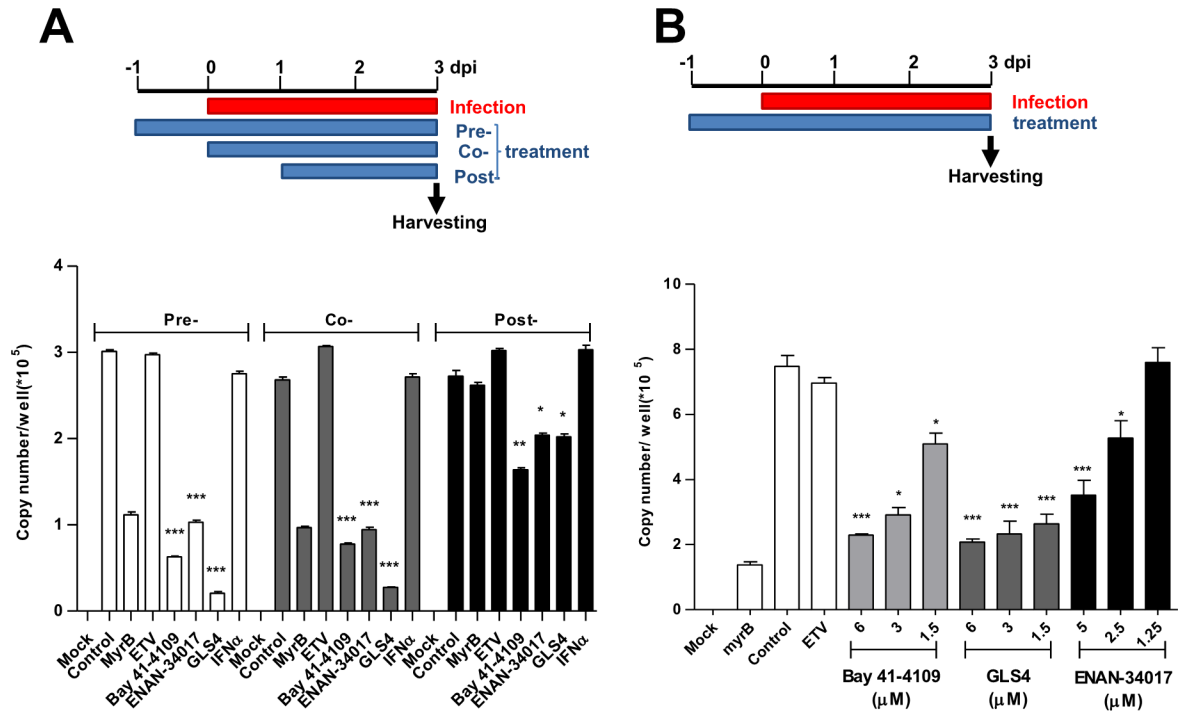 A
-1 0 1 2 3 dpi
Infection
Pre-
Co- treatment
Post-
Harvesting
Copy number/well(*10 5)
4
3
2
1
0
Pre- Co- Post-
*** *** *** *** *** *** ** * *
Mock Control MyrB ETV Bay 41-4109 ENAN-34017 GLS4 IFNα Mock Control MyrB ETV Bay 41-4109 ENAN-34017 GLS4 IFNα Mock Control MyrB ETV Bay 41-4109 ENAN-34017 GLS4 IFNα
B
-1 0 1 2 3 dpi
Infection
treatment
Harvesting
Copy number/ well(*10 5)
10
8
6
4
2
0
*** * * *** *** *** *** *
Mock myrB Control ETV 6 3 1.5 6 3 1.5 5 2.5 1.25
Bay 41-4109 GLS4 ENAN-34017
(μM) (μM) (μM)